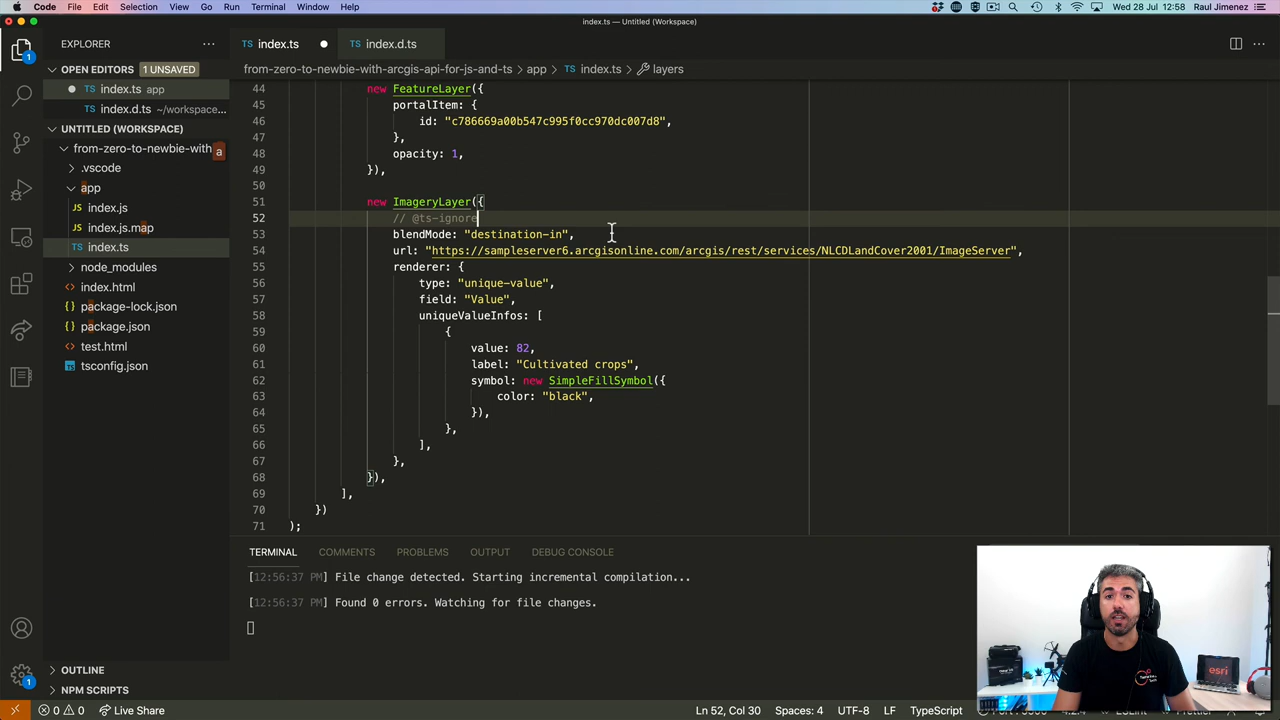 Code File Edit Selection View Go Run Terminal Window Help Wed 28 Jul 12:58 Raul Jimenez
index.ts — Untitled (Workspace)
EXPLORER
TS index.ts
TS index.d.ts
OPEN EDITORS 1 UNSAVED
from-zero-to-newbie-with-arcgis-api-for-js-and-ts > app > TS index.ts > layers
TS index.ts app
TS index.d.ts ~/workspace...
UNTITLED (WORKSPACE)
from-zero-to-newbie-with a
.vscode
app
JS index.js
JS index.js.map
TS index.ts
node_modules
index.html
{} package-lock.json
{} package.json
test.html
tsconfig.json
OUTLINE
NPM SCRIPTS
1
1
44 new FeatureLayer({
45 portalItem: {
46 id: "c786669a00b547c995f0cc970dc007d8",
47 },
48 opacity: 1,
49 }),
50
51 new ImageryLayer({
52 // @ts-ignore
53 blendMode: "destination-in",
54 url: "https://sampleserver6.arcgisonline.com/arcgis/rest/services/NLCDLandCover2001/ImageServer",
55 renderer: {
56 type: "unique-value",
57 field: "Value",
58 uniqueValueInfos: [
59 {
60 value: 82,
61 label: "Cultivated crops",
62 symbol: new SimpleFillSymbol({
63 color: "black",
64 }),
65 },
66 ],
67 },
68 }),
69 ],
70 })
71 );
TERMINAL COMMENTS PROBLEMS OUTPUT DEBUG CONSOLE
[12:56:37 PM] File change detected. Starting incremental compilation...
[12:56:37 PM] Found 0 errors. Watching for file changes.
esri
0 0 Live Share
Ln 52, Col 30 Spaces: 4 UTF-8 LF TypeScript